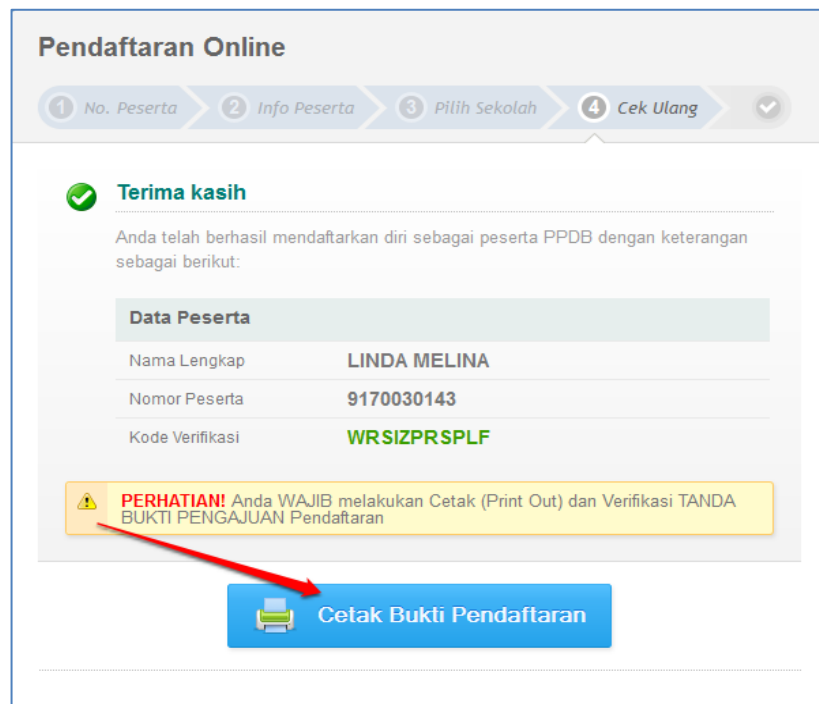 Pendaftaran Online
1 No. Peserta 2 Info Peserta 3 Pilih Sekolah 4 Cek Ulang
Terima kasih
Anda telah berhasil mendaftarkan diri sebagai peserta PPDB dengan keterangan
sebagai berikut:
Data Peserta
Nama Lengkap LINDA MELINA
Nomor Peserta 9170030143
Kode Verifikasi WRSIZPRSPLF
PERHATIAN! Anda WAJIB melakukan Cetak (Print Out) dan Verifikasi TANDA
BUKTI PENGAJUAN Pendaftaran
Cetak Bukti Pendaftaran